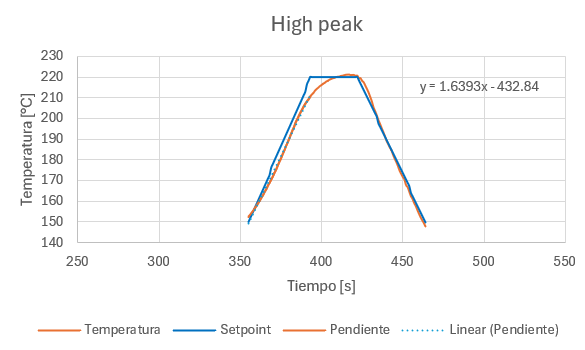 High peak
230
220
210
200
190
180
170
160
150
140
Temperatura [ºC]
y = 1.6393x - 432.84
250 300 350 400 450 500 550
Tiempo [s]
Temperatura Setpoint Pendiente Linear (Pendiente)